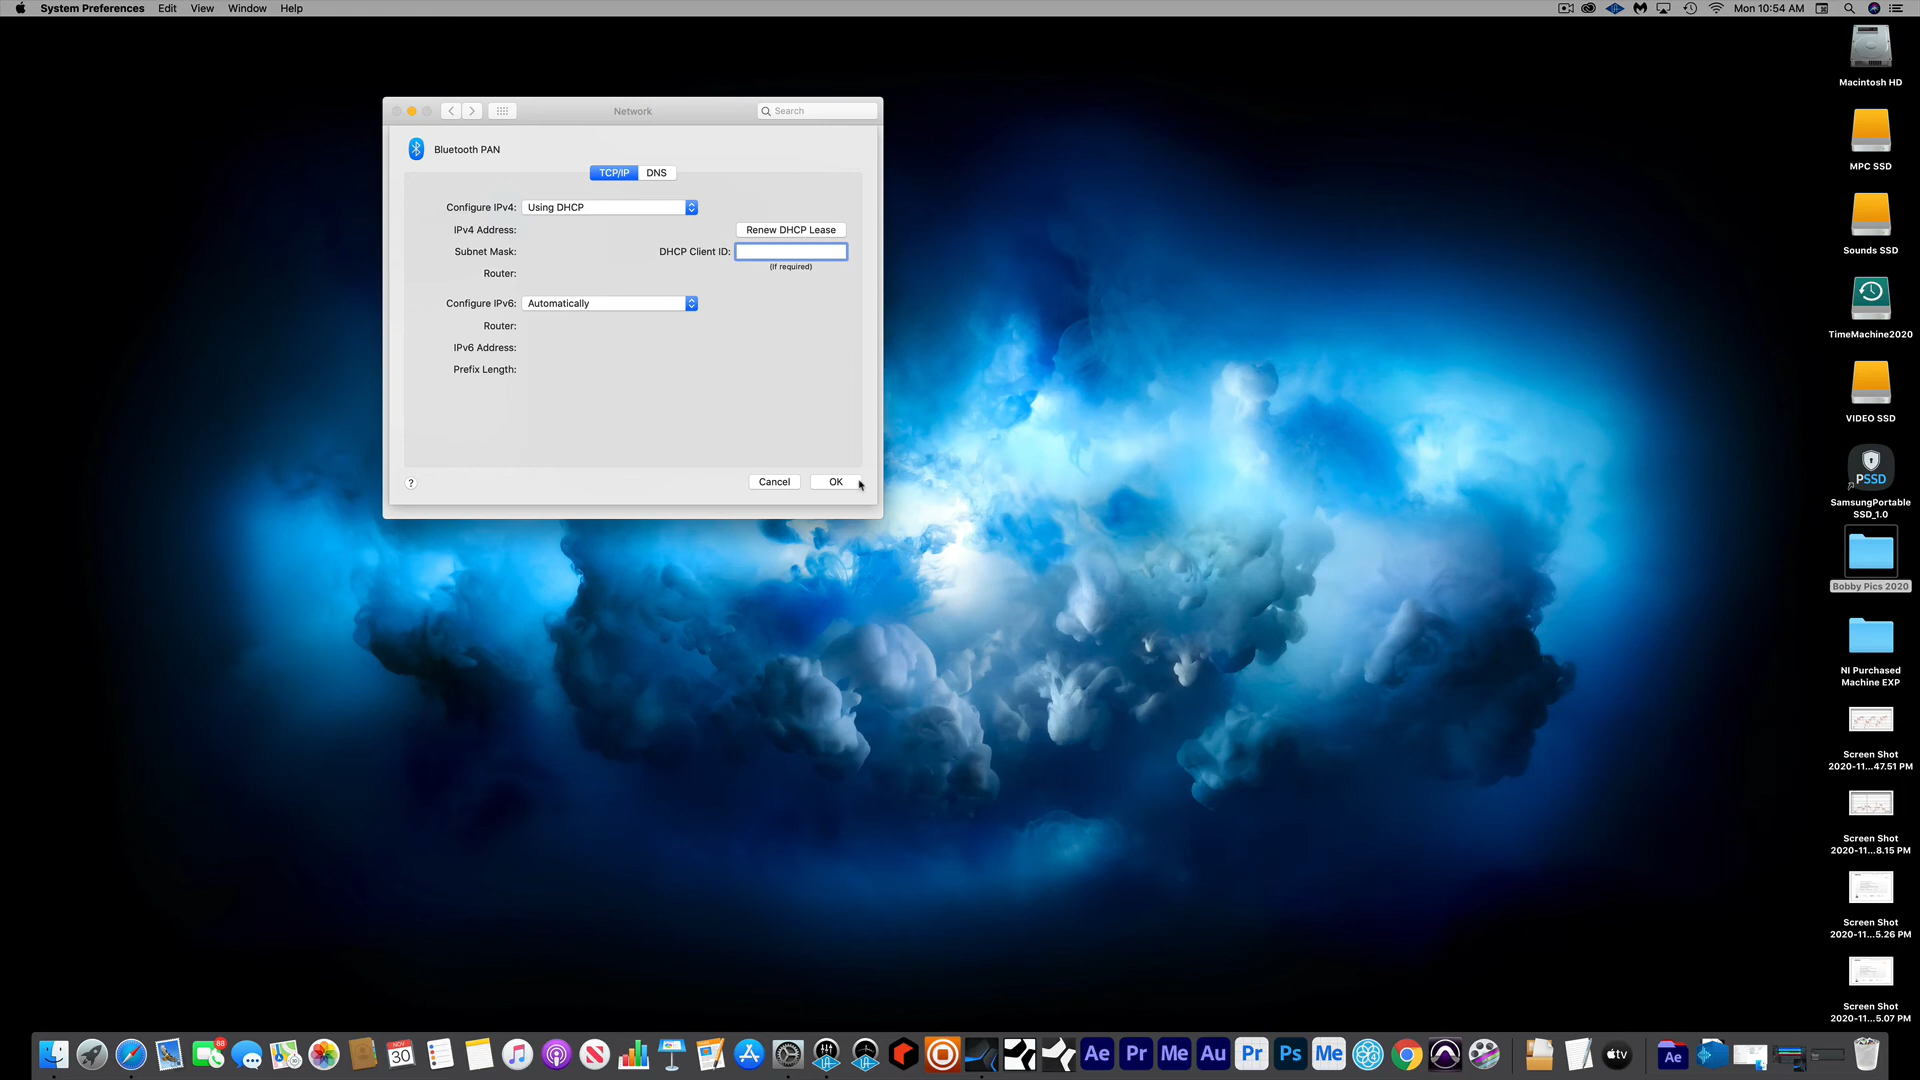 System Preferences Edit View Window Help
Mon 10:54 AM
Network
Search
Bluetooth PAN
TCP/IP DNS
Configure IPv4: Using DHCP
IPv4 Address:
Renew DHCP Lease
Subnet Mask:
DHCP Client ID:
(If required)
Router:
Configure IPv6: Automatically
Router:
IPv6 Address:
Prefix Length:
? Cancel OK
Macintosh HD
MPC SSD
Sounds SSD
TimeMachine2020
VIDEO SSD
PSSD
SamsungPortable
SSD_1.0
Bobby Pics 2020
NI Purchased
Machine EXP
Screen Shot
2020-11...47.51 PM
Screen Shot
2020-11...8.15 PM
Screen Shot
2020-11...5.26 PM
Screen Shot
2020-11...5.07 PM
88
NOV
30
Ae Pr Me Au Pr Ps Me
tv
Ae